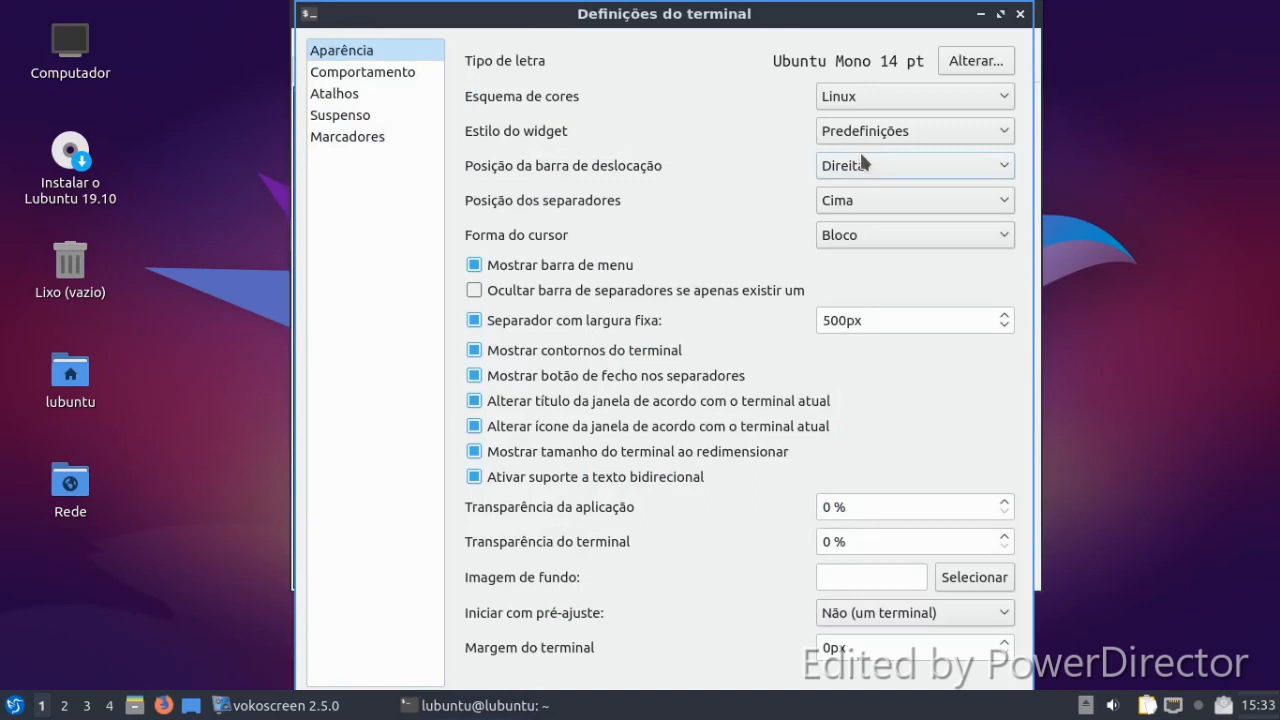 Definições do terminal
Computador
Instalar o
Lubuntu 19.10
Lixo (vazio)
lubuntu
Rede
Aparência
Comportamento
Atalhos
Suspenso
Marcadores
Tipo de letra Ubuntu Mono 14 pt Alterar...
Esquema de cores Linux
Estilo do widget Predefinições
Posição da barra de deslocação Direita
Posição dos separadores Cima
Forma do cursor Bloco
Mostrar barra de menu
Ocultar barra de separadores se apenas existir um
Separador com largura fixa: 500px
Mostrar contornos do terminal
Mostrar botão de fecho nos separadores
Alterar título da janela de acordo com o terminal atual
Alterar ícone da janela de acordo com o terminal atual
Mostrar tamanho do terminal ao redimensionar
Ativar suporte a texto bidirecional
Transparência da aplicação 0 %
Transparência do terminal 0 %
Imagem de fundo: Selecionar
Iniciar com pré-ajuste: Não (um terminal)
Margem do terminal 0px
Edited by PowerDirector
1 2 3 4 vokoscreen 2.5.0 lubuntu@lubuntu: ~ 15:33